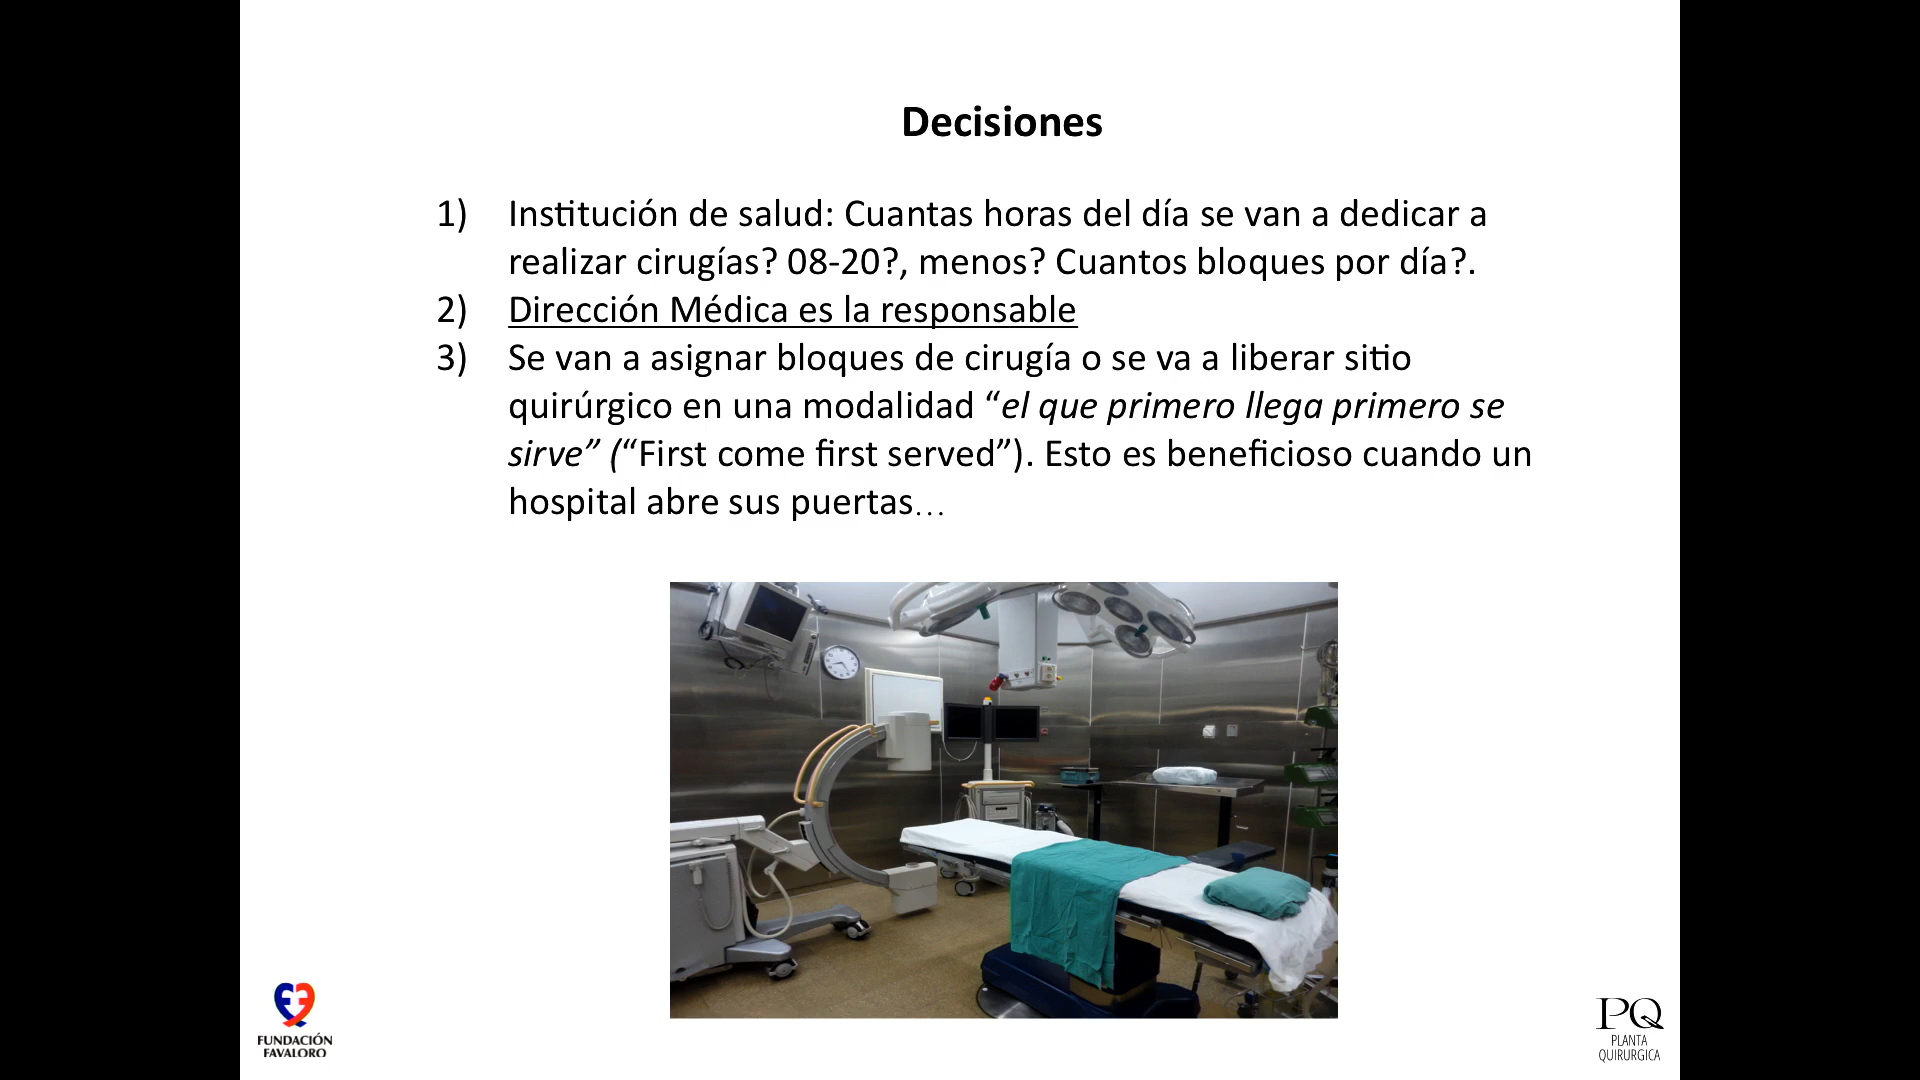 Decisiones
1) Institución de salud: Cuantas horas del día se van a dedicar a
realizar cirugías? 08-20?, menos? Cuantos bloques por día?.
2) Dirección Médica es la responsable
3) Se van a asignar bloques de cirugía o se va a liberar sitio
quirúrgico en una modalidad “el que primero llega primero se
sirve” (“First come first served”). Esto es beneficioso cuando un
hospital abre sus puertas…
FUNDACIÓN
FAVALORO
PQ
PLANTA
QUIRURGICA